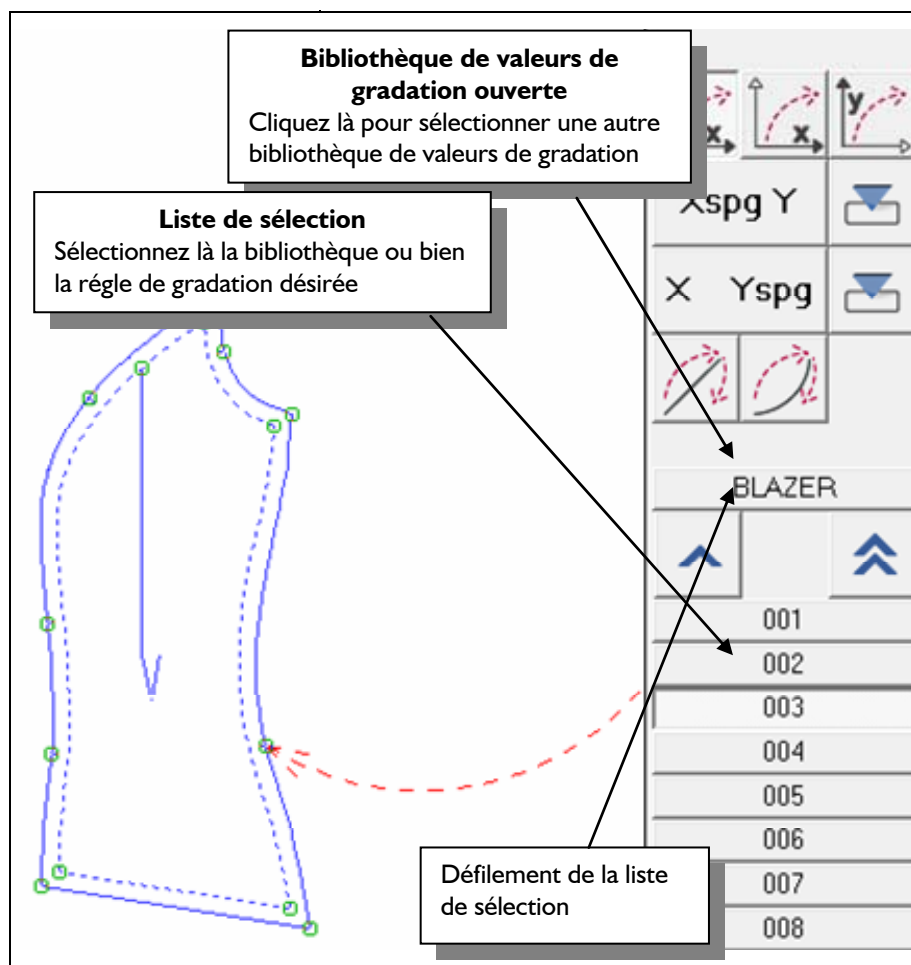 Bibliothèque de valeurs de
gradation ouverte
Cliquez là pour sélectionner une autre
bibliothèque de valeurs de gradation
Liste de sélection
Sélectionnez là la bibliothèque ou bien
la régle de gradation désirée
x
x
y
Xspg Y
X Yspg
BLAZER
001
002
003
004
005
006
007
008
Défilement de la liste
de sélection